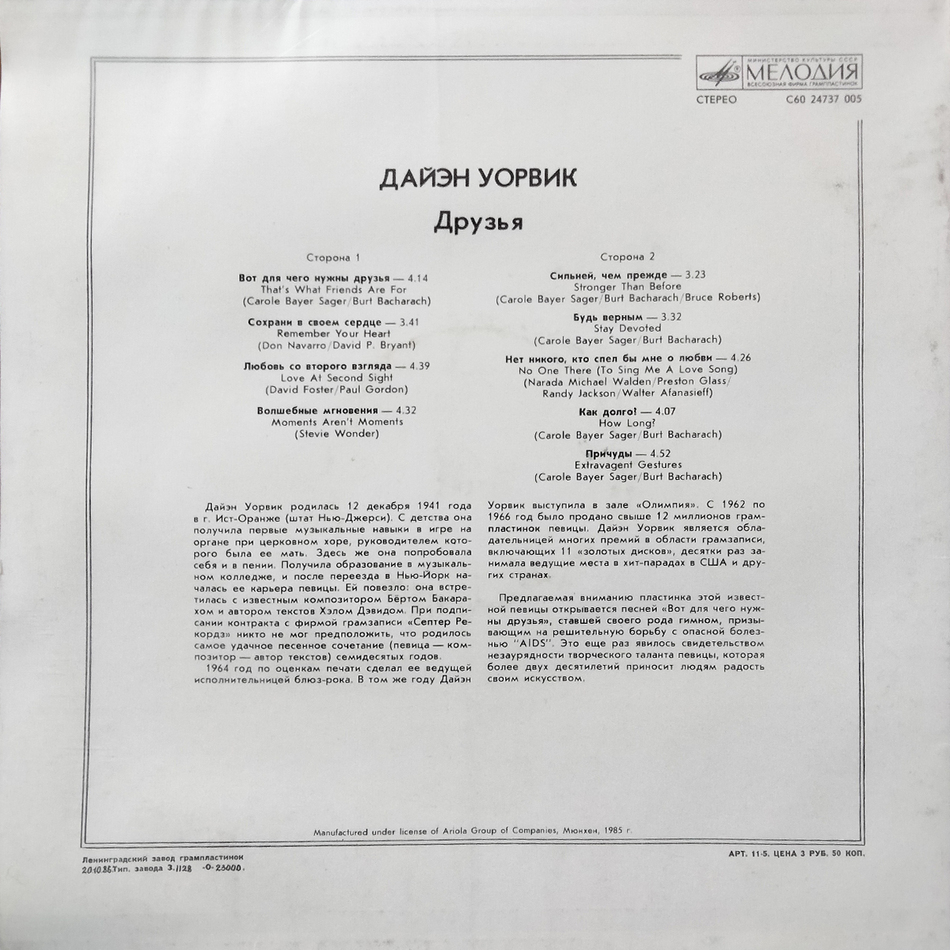 МИНИСТЕРСТВО КУЛЬТУРЫ СССР
МЕЛОДИЯ
ВСЕСОЮЗНАЯ ФИРМА ГРАМПЛАСТИНОК
СТЕРЕО С60 24737 005
ДАЙЭН УОРВИК
Друзья
Сторона 1
Вот для чего нужны друзья — 4.14
That's What Friends Are For
(Carole Bayer Sager/Burt Bacharach)
Сохрани в своем сердце — 3.41
Remember Your Heart
(Don Navarro/David P. Bryant)
Любовь со второго взгляда — 4.39
Love At Second Sight
(David Foster/Paul Gordon)
Волшебные мгновения — 4.32
Moments Aren't Moments
(Stevie Wonder)
Сторона 2
Сильней, чем прежде — 3.23
Stronger Than Before
(Carole Bayer Sager/Burt Bacharach/Bruce Roberts)
Будь верным — 3.32
Stay Devoted
(Carole Bayer Sager/Burt Bacharach)
Нет никого, кто спел бы мне о любви — 4.26
No One There (To Sing Me A Love Song)
(Narada Michael Walden/Preston Glass/
Randy Jackson/Walter Afanasieff)
Как долго! — 4.07
How Long?
(Carole Bayer Sager/Burt Bacharach)
Причуды — 4.52
Extravagent Gestures
(Carole Bayer Sager/Burt Bacharach)
Дайэн Уорвик родилась 12 декабря 1941 года
в г. Ист-Оранже (штат Нью-Джерси). С детства она
получила первые музыкальные навыки в игре на
органе при церковном хоре, руководителем кото-
рого была ее мать. Здесь же она попробовала
себя и в пении. Получила образование в музыкаль-
ном колледже, и после переезда в Нью-Йорк на-
чалась ее карьера певицы. Ей повезло: она встре-
тилась с известным композитором Бёртом Бакара-
хом и автором текстов Хэлом Дэвидом. При подпи-
сании контракта с фирмой грамзаписи «Септер Ре-
кордз» никто не мог предположить, что родилось
самое удачное песенное сочетание (певица — ком-
позитор — автор текстов) семидесятых годов.
1964 год по оценкам печати сделал ее ведущей
исполнительницей блюз-рока. В том же году Дайэн
Уорвик выступила в зале «Олимпия». С 1962 по
1966 год было продано свыше 12 миллионов грам-
пластинок певицы. Дайэн Уорвик является обла-
дательницей многих премий в области грамзаписи,
включающих 11 «золотых дисков», десятки раз за-
нимала ведущие места в хит-парадах в США и дру-
гих странах.
Предлагаемая вниманию пластинка этой извест-
ной певицы открывается песней «Вот для чего нуж-
ны друзья», ставшей своего рода гимном, призы-
вающим на решительную борьбу с опасной болез-
нью "AIDS". Это еще раз явилось свидетельством
незаурядности творческого таланта певицы, которая
более двух десятилетий приносит людям радость
своим искусством.
Manufactured under license of Ariola Group of Companies, Мюнхен, 1985 г.
Ленинградский завод грампластинок
20.10.86.Тип. завода З.1128 -0-25000.
АРТ. 11-5. ЦЕНА 3 РУБ. 50 КОП.